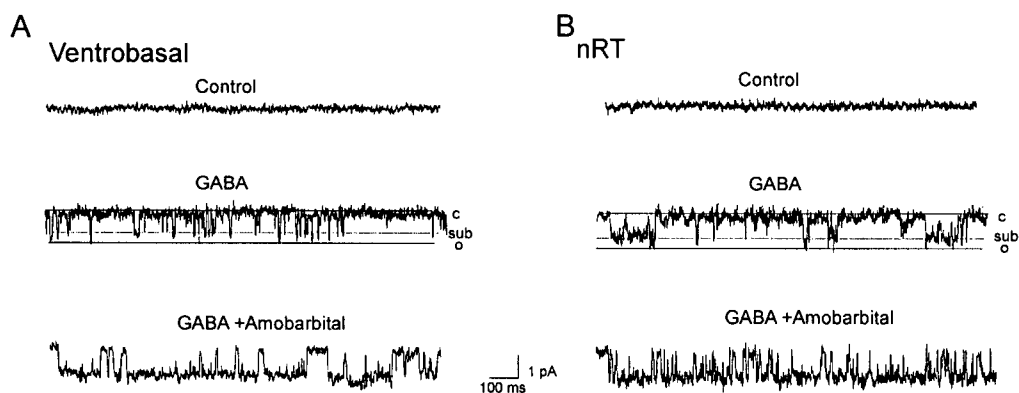 A
Ventrobasal
Control
GABA
c
sub
o
GABA +Amobarbital
1 pA
100 ms
B
nRT
Control
GABA
c
sub
o
GABA +Amobarbital